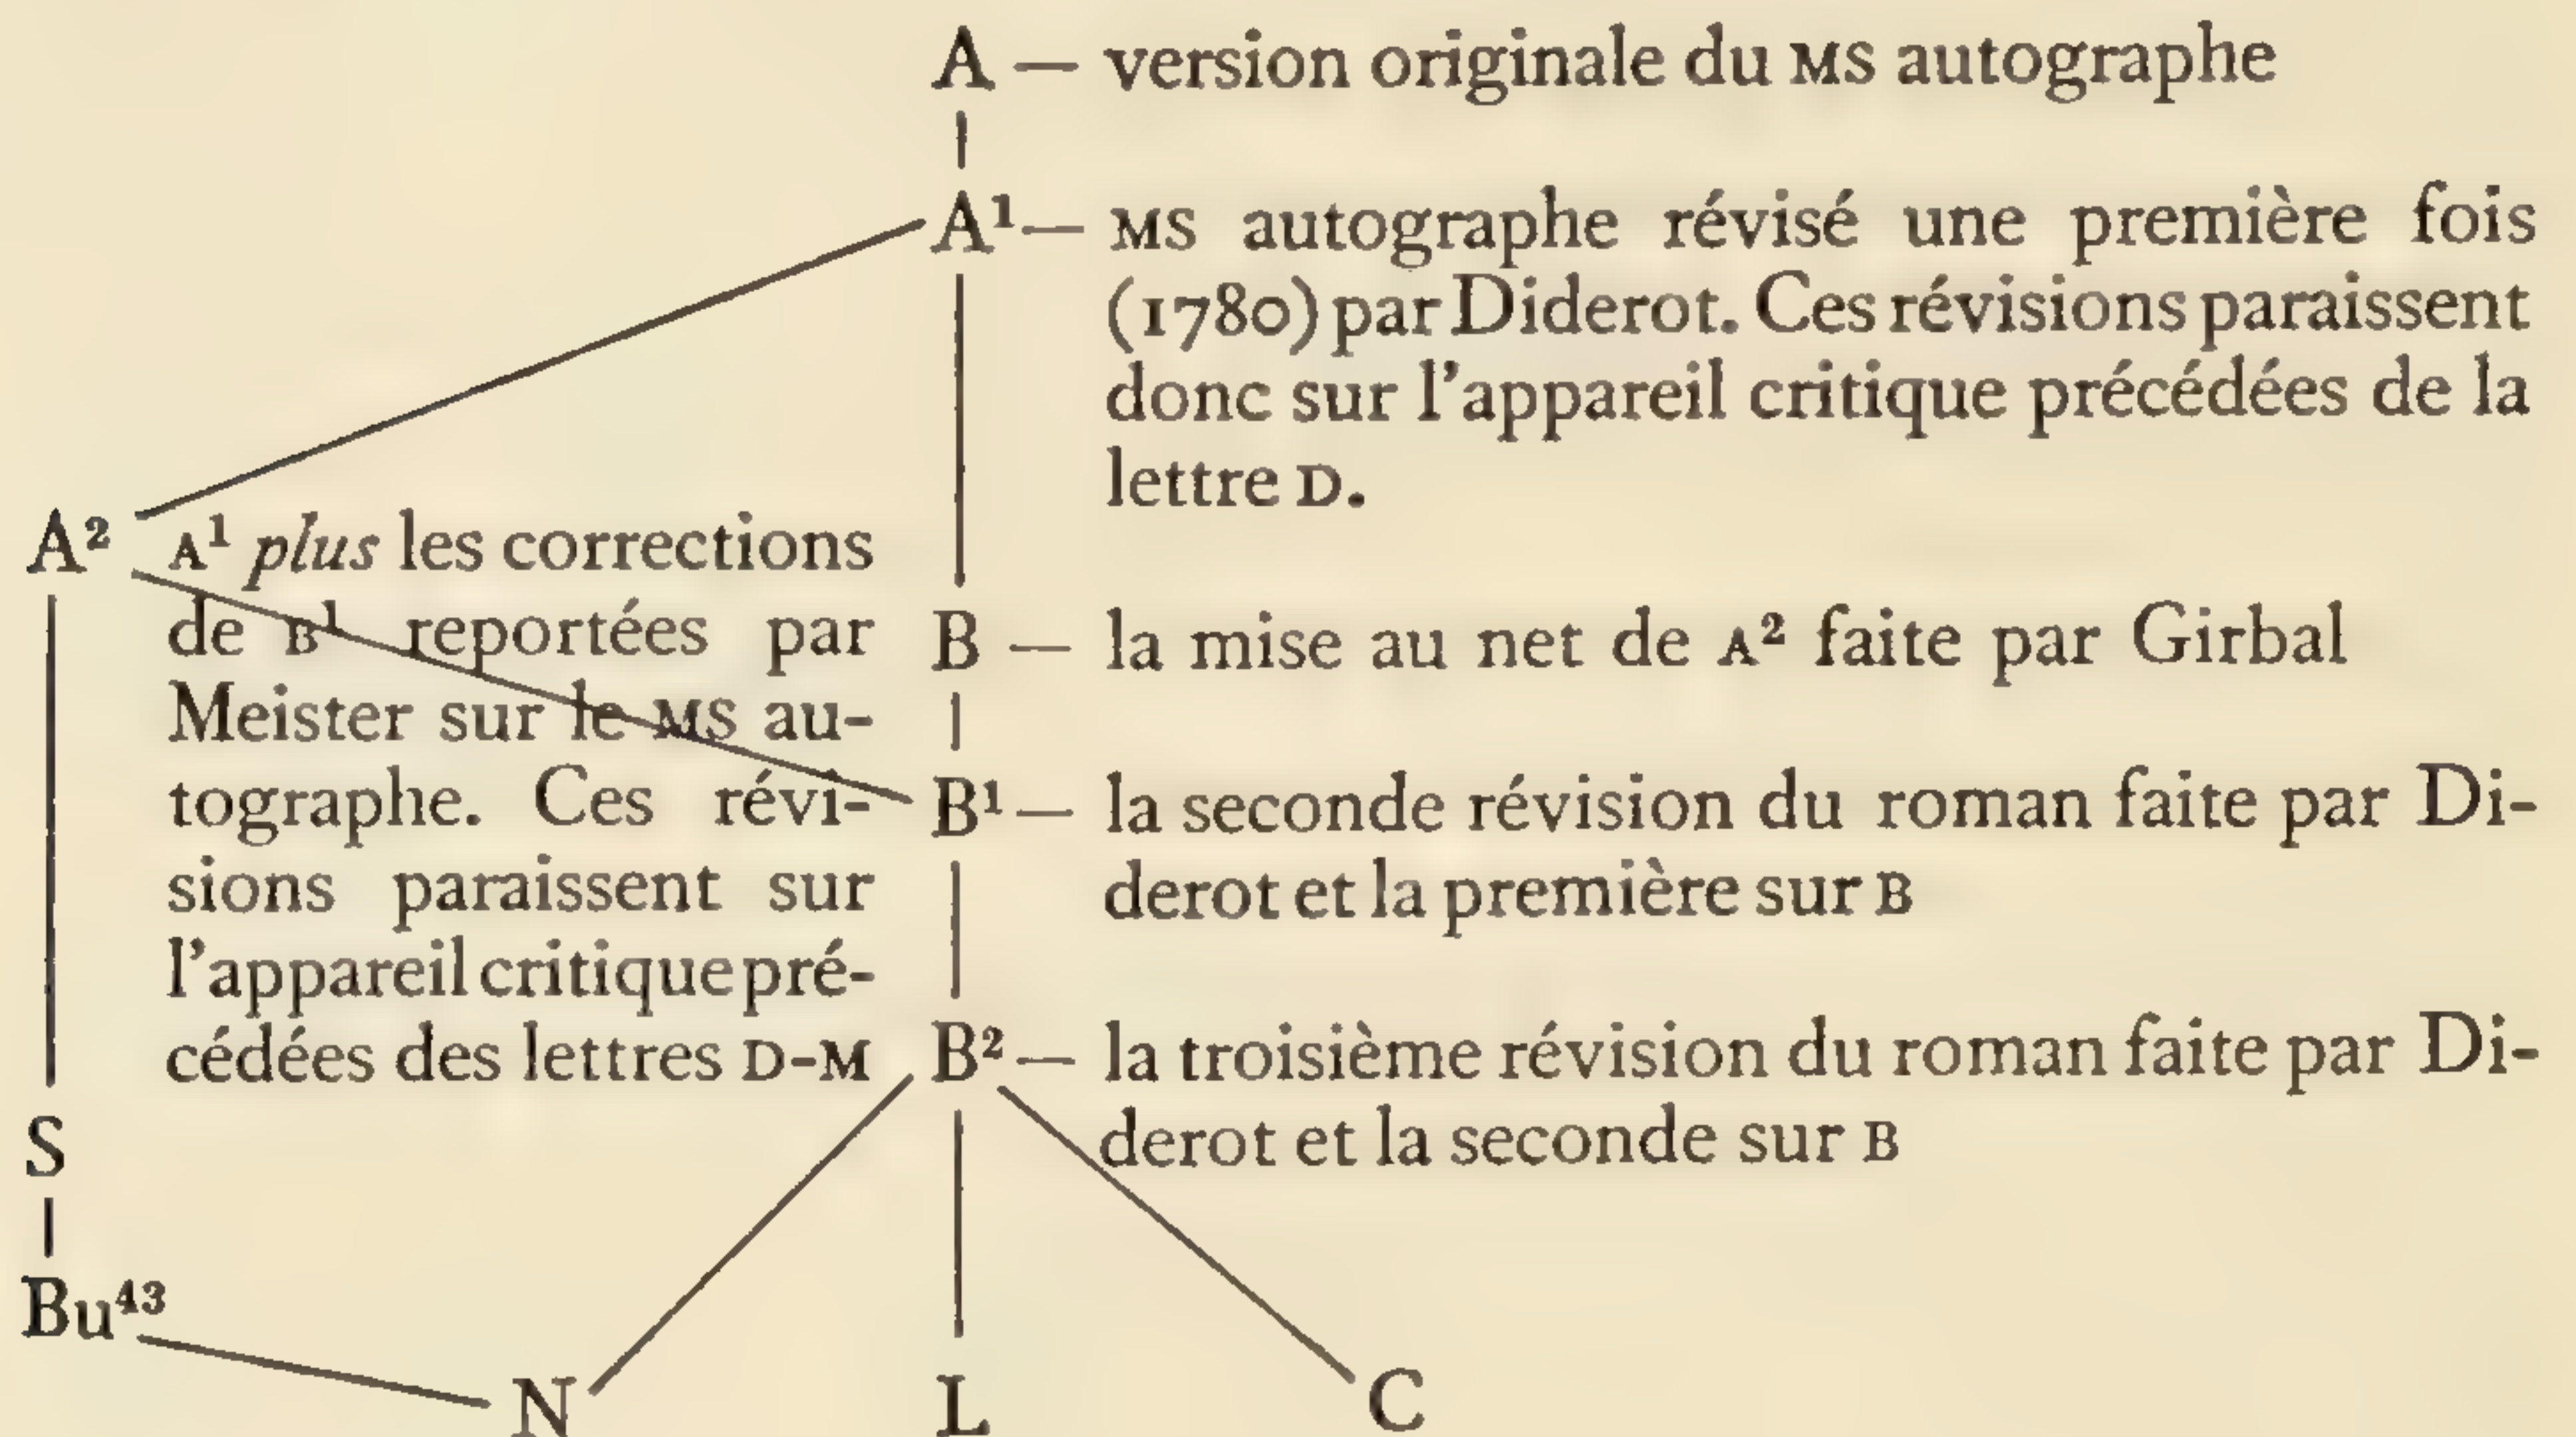 A — version originale du MS autographe
A¹ — MS autographe révisé une première fois
(1780) par Diderot. Ces révisions paraissent
donc sur l'appareil critique précédées de la
lettre D.
A² A¹ plus les corrections
de B¹ reportées par
Meister sur le MS au-
tographe. Ces révi-
sions paraissent sur
l'appareil critique pré-
cédées des lettres D-M
B — la mise au net de A² faite par Girbal
B¹ — la seconde révision du roman faite par Di-
derot et la première sur B
B² — la troisième révision du roman faite par Di-
derot et la seconde sur B
S
Bu⁴³
N L C